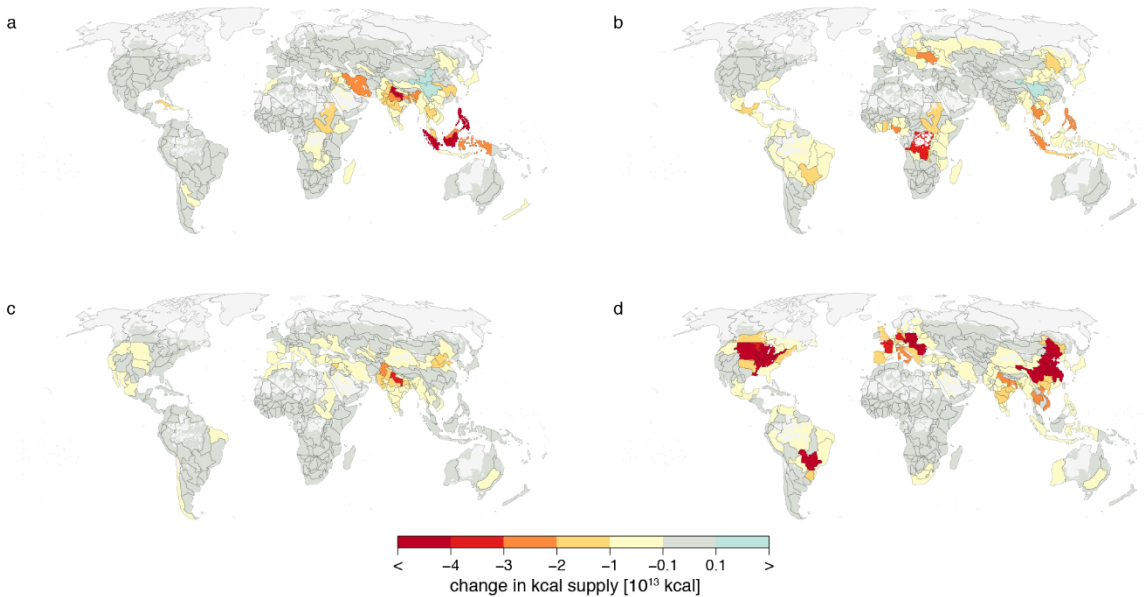 a
b
c
d
< −4 −3 −2 −1 −0.1 0.1 >
change in kcal supply [10¹³ kcal]